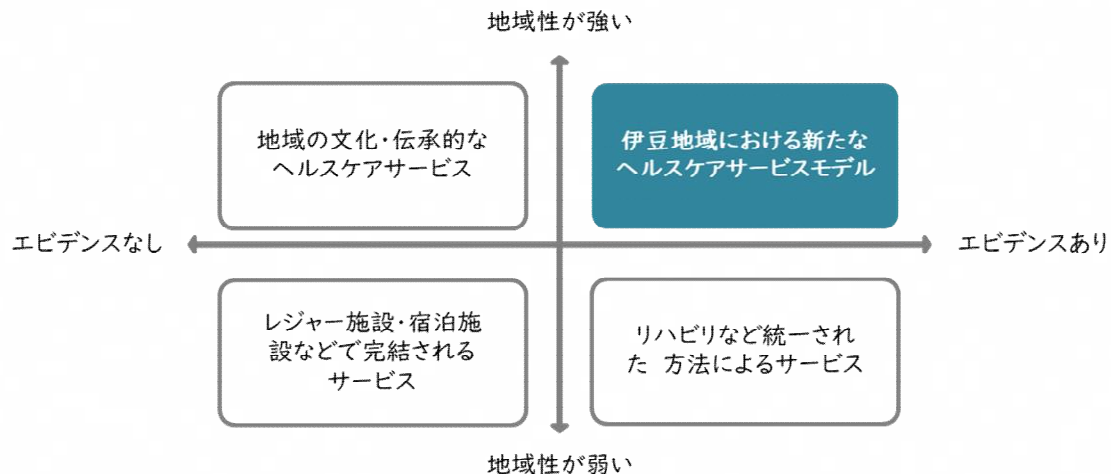 地域性が強い
地域の文化・伝承的な
ヘルスケアサービス
伊豆地域における新たな
ヘルスケアサービスモデル
エビデンスなし
エビデンスあり
レジャー施設・宿泊施
設などで完結される
サービス
リハビリなど統一され
た 方法によるサービス
地域性が弱い